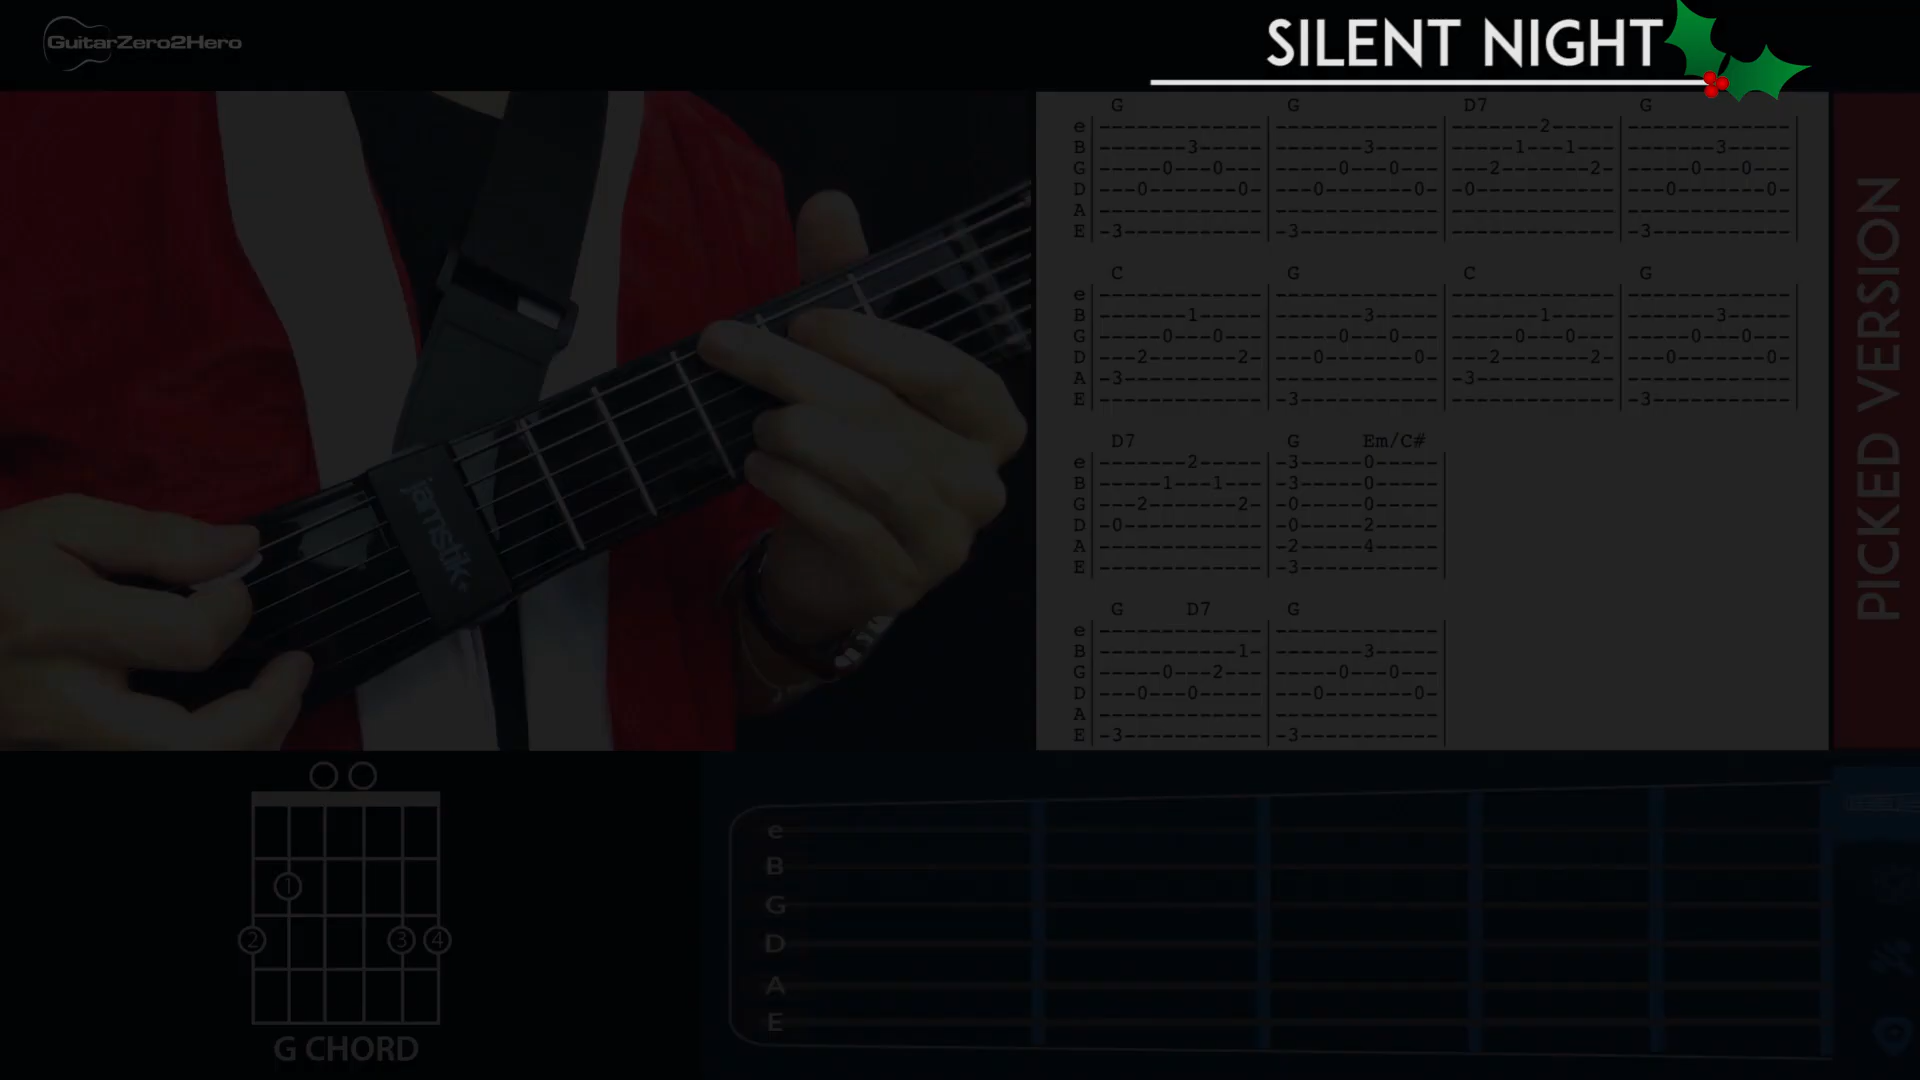 GuitarZero2Hero
SILENT NIGHT
G G D7 G
e|-------------|-------------|-------2-----|-------------|
B|-------3-----|-------3-----|-----1---1---|-------3-----|
G|-----0---0---|-----0---0---|---2-------2-|-----0---0---|
D|---0-------0-|---0-------0-|-0-----------|---0-------0-|
A|-------------|-------------|-------------|-------------|
E|-3-----------|-3-----------|-------------|-3-----------|
C G C G
e|-------------|-------------|-------------|-------------|
B|-------1-----|-------3-----|-------1-----|-------3-----|
G|-----0---0---|-----0---0---|-----0---0---|-----0---0---|
D|---2-------2-|---0-------0-|---2-------2-|---0-------0-|
A|-3-----------|-------------|-3-----------|-------------|
E|-------------|-3-----------|-------------|-3-----------|
D7 G Em/C#
e|-------2-----|-3-----0-----|
B|-----1---1---|-3-----0-----|
G|---2-------2-|-0-----0-----|
D|-0-----------|-0-----2-----|
A|-------------|-2-----4-----|
E|-------------|-3-----------|
G D7 G
e|-------------|-------------|
B|-----------1-|-------3-----|
G|-----0---2---|-----0---0---|
D|---0---0-----|---0-------0-|
A|-------------|-------------|
E|-3-----------|-3-----------|
PICKED VERSION
jamstik+
1
2 3 4
G CHORD
e
B
G
D
A
E